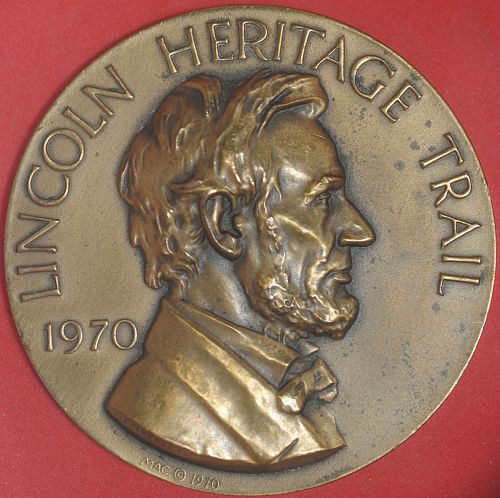 LINCOLN HERITAGE TRAIL
1970
MAC. © 1970